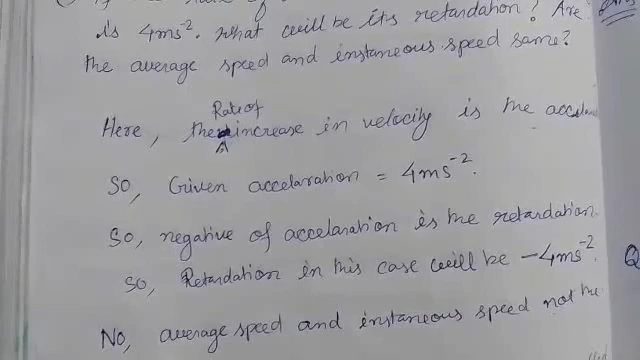 is 4ms⁻². What will be its retardation? Are
the average speed and instaneous speed same?
Rate of
Here, the increase in velocity is the accelera
So, Given accelaration = 4ms⁻².
So, negative of accelaration is the retardation.
So, Retardation in this case will be -4ms⁻².
Q
No, average speed and instaneous speed not the